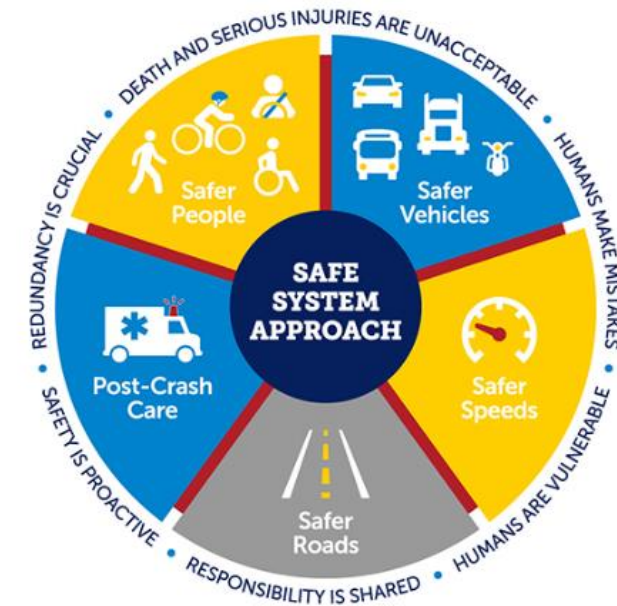 DEATH AND SERIOUS INJURIES ARE UNACCEPTABLE
HUMANS MAKE MISTAKES
HUMANS ARE VULNERABLE
RESPONSIBILITY IS SHARED
SAFETY IS PROACTIVE
REDUNDANCY IS CRUCIAL
Safer
People
Safer
Vehicles
SAFE
SYSTEM
APPROACH
Post-Crash
Care
Safer
Speeds
Safer
Roads